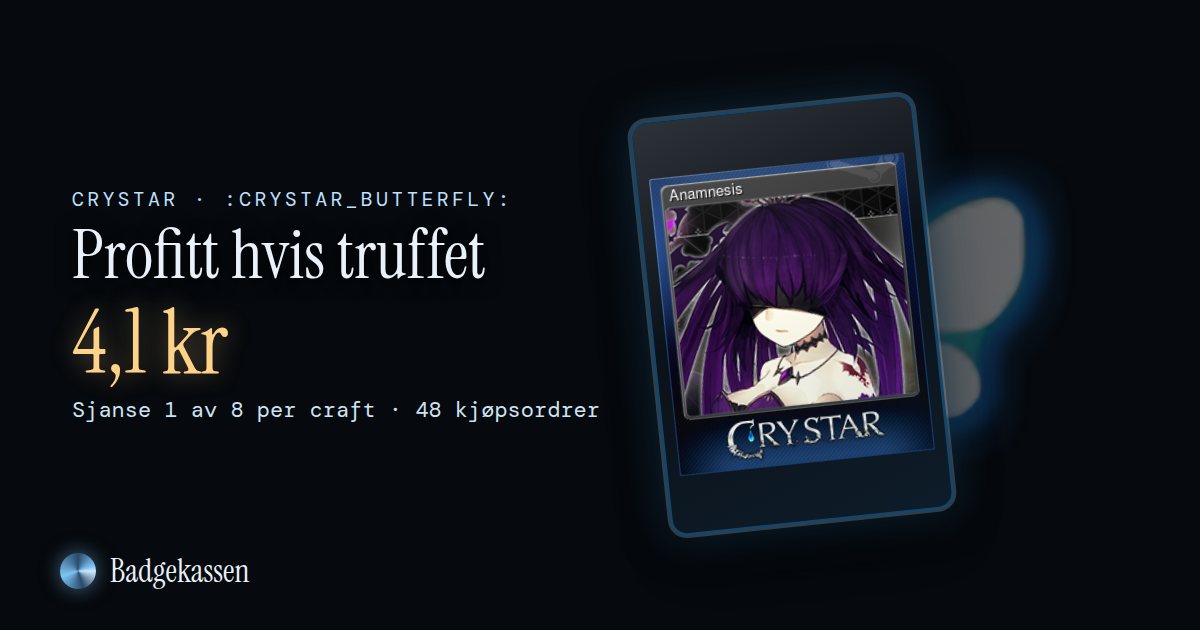 CRYSTAR · :CRYSTAR_BUTTERFLY:
Profitt hvis truffet
4,1 kr
Sjanse 1 av 8 per craft · 48 kjøpsordrer
Anamnesis
CRYSTAR
Badgekassen